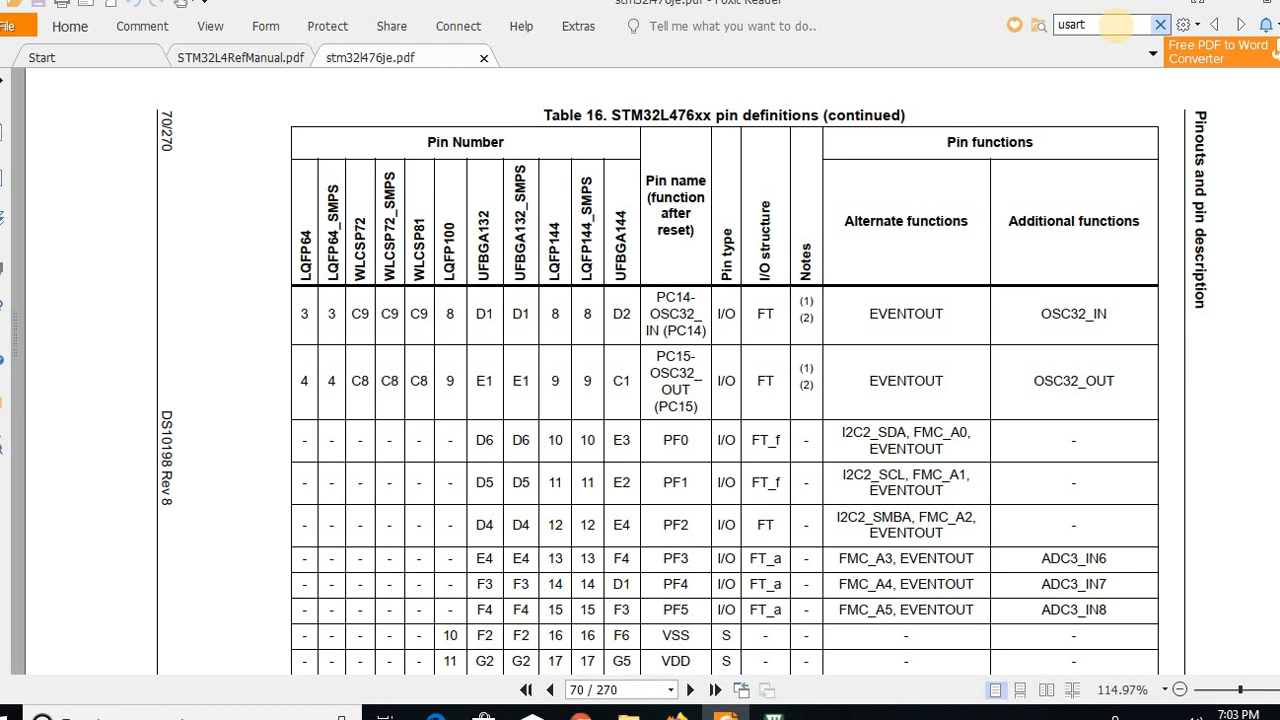 stm32l476je.pdf - Foxit Reader
File Home Comment View Form Protect Share Connect Help Extras Tell me what you want to do.. usart
Start STM32L4RefManual.pdf stm32l476je.pdf
Free PDF to Word
Converter
70/270
DS10198 Rev 8
Pinouts and pin description
Table 16. STM32L476xx pin definitions (continued)
Pin Number Pin name (function after reset) Pin type I/O structure Notes Pin functions
LQFP64 LQFP64_SMPS WLCSP72 WLCSP72_SMPS WLCSP81 LQFP100 UFBGA132 UFBGA132_SMPS LQFP144 LQFP144_SMPS UFBGA144 Alternate functions Additional functions
3 3 C9 C9 C9 8 D1 D1 8 8 D2 PC14-OSC32_IN (PC14) I/O FT (1) (2) EVENTOUT OSC32_IN
4 4 C8 C8 C8 9 E1 E1 9 9 C1 PC15-OSC32_OUT (PC15) I/O FT (1) (2) EVENTOUT OSC32_OUT
- - - - - - D6 D6 10 10 E3 PF0 I/O FT_f - I2C2_SDA, FMC_A0, EVENTOUT -
- - - - - - D5 D5 11 11 E2 PF1 I/O FT_f - I2C2_SCL, FMC_A1, EVENTOUT -
- - - - - - D4 D4 12 12 E4 PF2 I/O FT - I2C2_SMBA, FMC_A2, EVENTOUT -
- - - - - - E4 E4 13 13 F4 PF3 I/O FT_a - FMC_A3, EVENTOUT ADC3_IN6
- - - - - - F3 F3 14 14 D1 PF4 I/O FT_a - FMC_A4, EVENTOUT ADC3_IN7
- - - - - - F4 F4 15 15 F3 PF5 I/O FT_a - FMC_A5, EVENTOUT ADC3_IN8
- - - - - 10 F2 F2 16 16 F6 VSS S - - - -
- - - - - 11 G2 G2 17 17 G5 VDD S - - - -
70 / 270 114.97%
7:03 PM